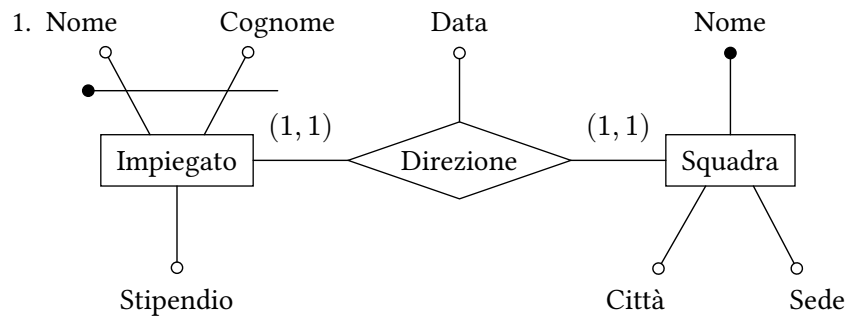 1. Nome Cognome Data Nome
(1, 1) (1, 1)
Impiegato Direzione Squadra
Stipendio Città Sede